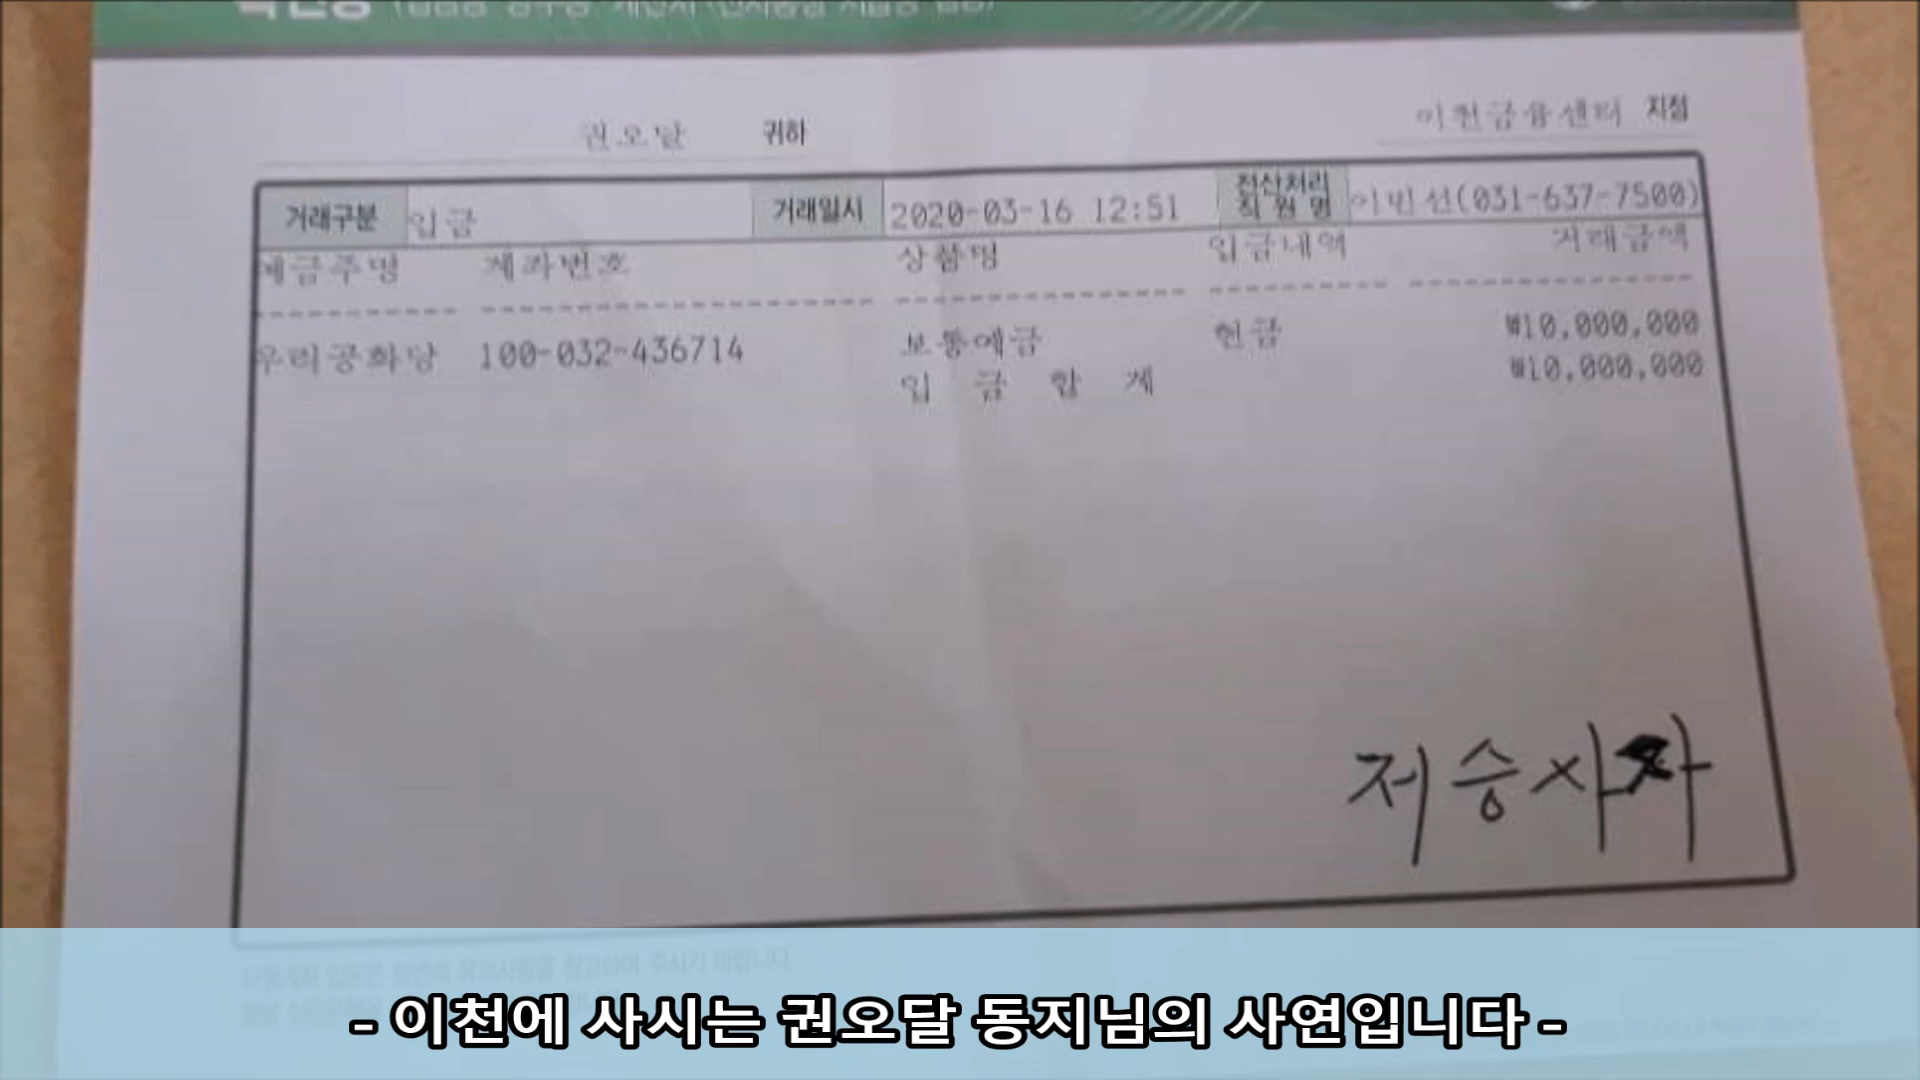 권오달 귀하
이천금융센터 지점
거래구분 입금 거래일시 2020-03-16 12:51 전산처리 직원명 이민선(031-637-7500)
예금주명 계좌번호 상품명 입금내역 거래금액
우리공화당 100-032-436714 보통예금 현금 ₩10,000,000
입 금 합 계 ₩10,000,000
저승사자
- 이천에 사시는 권오달 동지님의 사연입니다 -